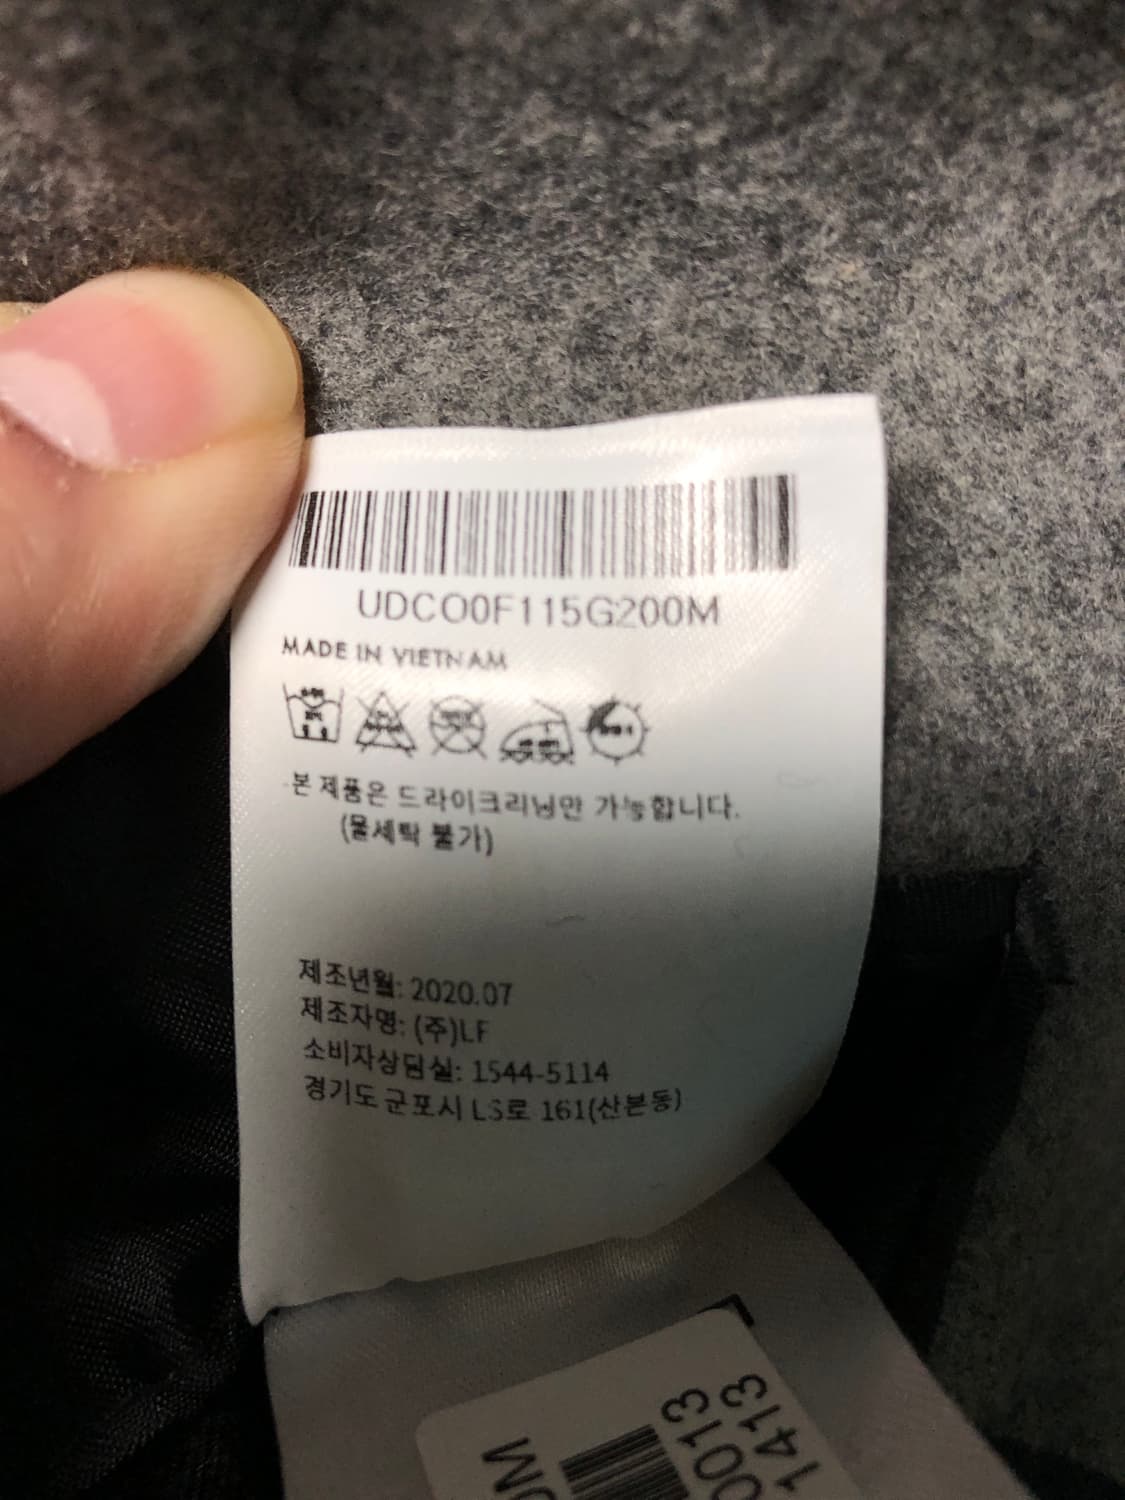 UDCO0F115G200M
MADE IN VIETNAM
본 제품은 드라이크리닝만 가능합니다.
(물세탁 불가)
제조년월: 2020.07
제조자명: (주)LF
소비자상담실: 1544-5114
경기도 군포시 LS로 161(산본동)
0013
1413